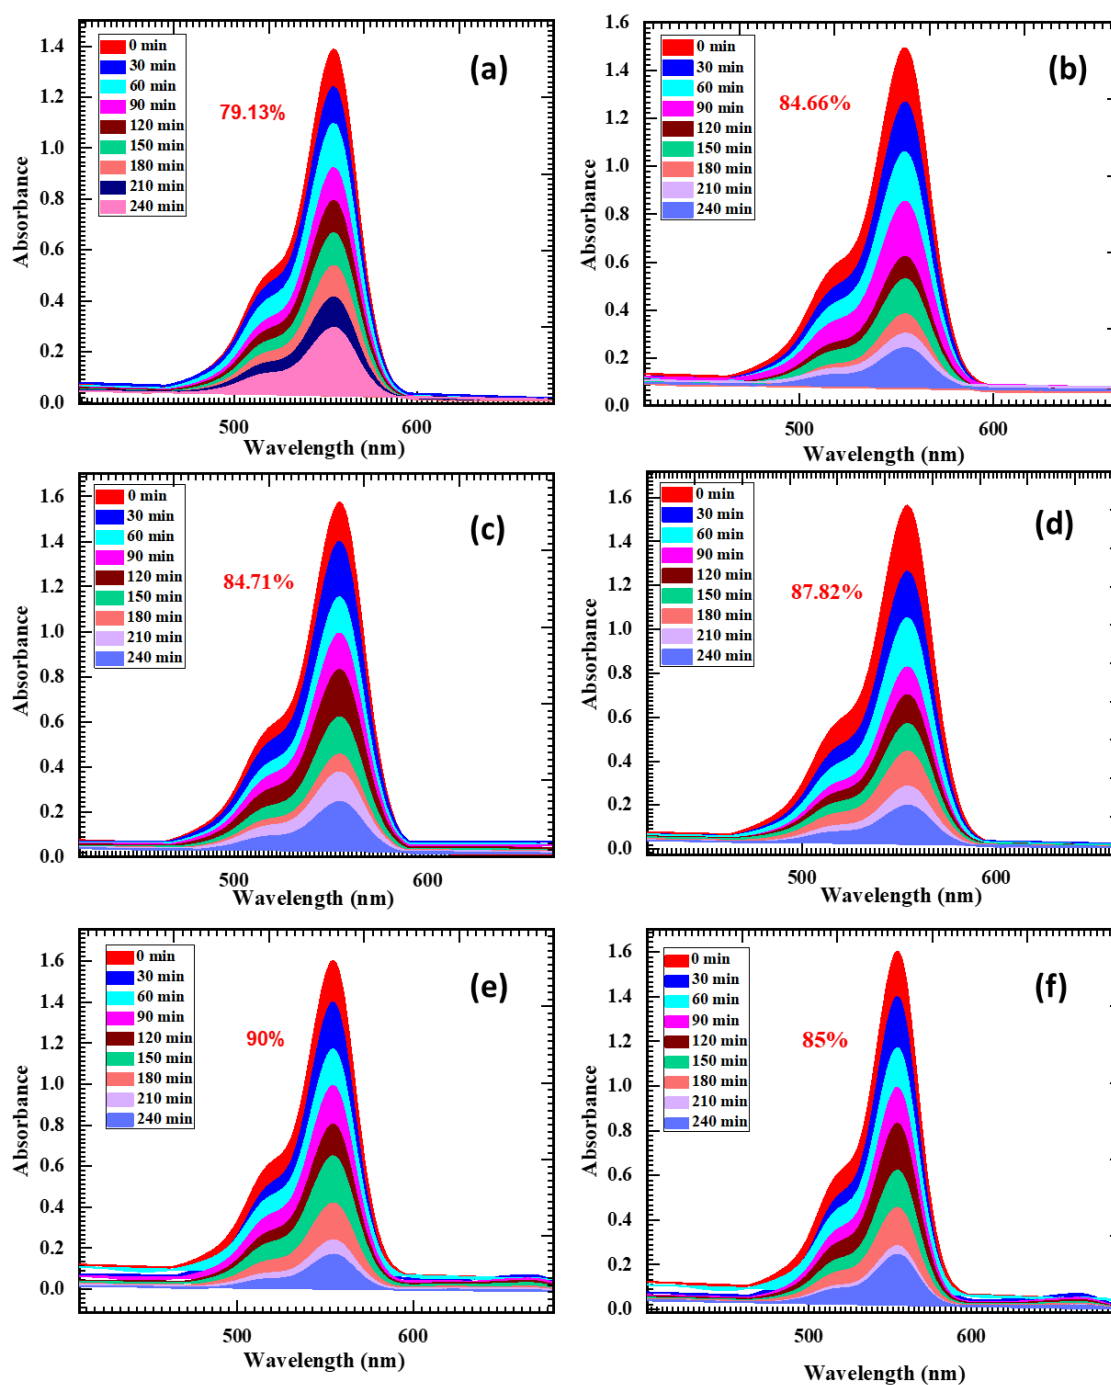 (a)
79.13%
0 min
30 min
60 min
90 min
120 min
150 min
180 min
210 min
240 min
1.4
1.2
1.0
0.8
0.6
0.4
0.2
0.0
Absorbance
500
600
Wavelength (nm)
(b)
84.66%
0 min
30 min
60 min
90 min
120 min
150 min
180 min
210 min
240 min
1.6
1.4
1.2
1.0
0.8
0.6
0.4
0.2
0.0
Absorbance
500
600
Wavelength (nm)
(c)
84.71%
0 min
30 min
60 min
90 min
120 min
150 min
180 min
210 min
240 min
1.6
1.4
1.2
1.0
0.8
0.6
0.4
0.2
0.0
Absorbance
500
600
Wavelength (nm)
(d)
87.82%
0 min
30 min
60 min
90 min
120 min
150 min
180 min
210 min
240 min
1.6
1.4
1.2
1.0
0.8
0.6
0.4
0.2
0.0
Absorbance
500
600
Wavelength (nm)
(e)
90%
0 min
30 min
60 min
90 min
120 min
150 min
180 min
210 min
240 min
1.6
1.4
1.2
1.0
0.8
0.6
0.4
0.2
0.0
Absorbance
500
600
Wavelength (nm)
(f)
85%
0 min
30 min
60 min
90 min
120 min
150 min
180 min
210 min
240 min
1.6
1.4
1.2
1.0
0.8
0.6
0.4
0.2
0.0
Absorbance
500
600
Wavelength (nm)